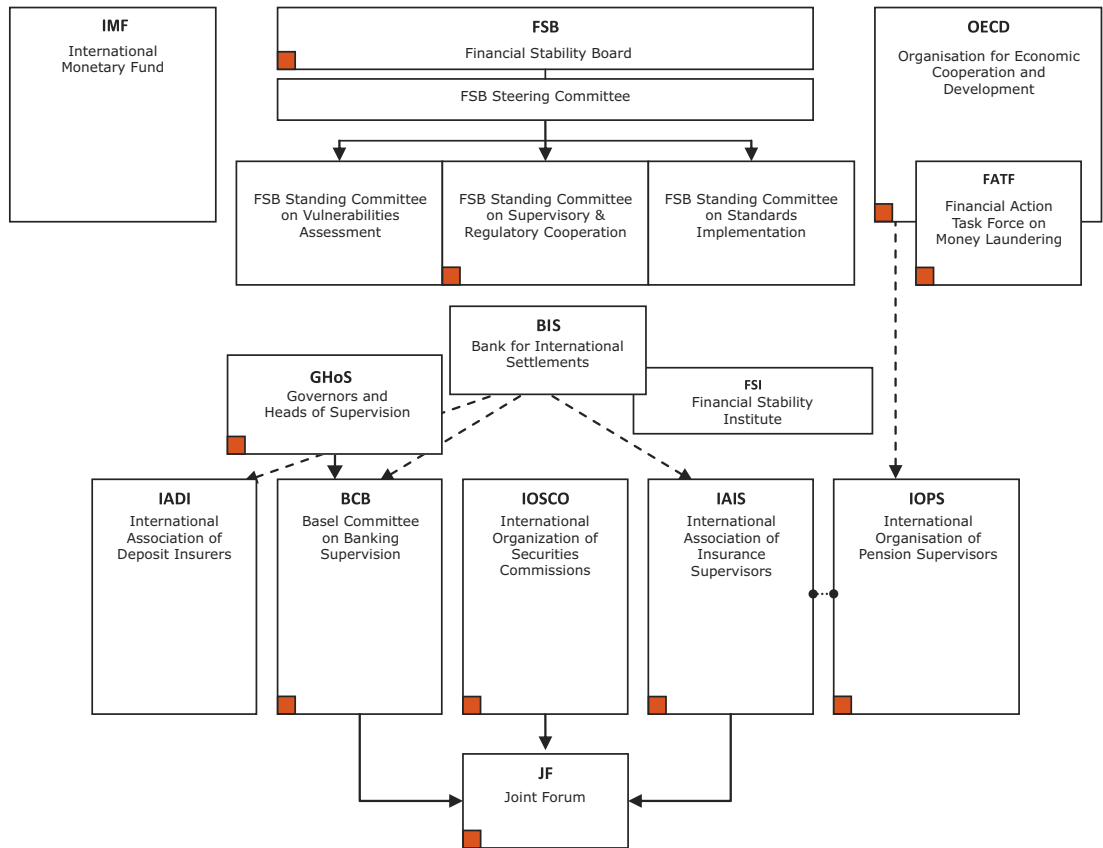 IMF
International
Monetary Fund
FSB
Financial Stability Board
FSB Steering Committee
OECD
Organisation for Economic
Cooperation and
Development
FSB Standing Committee
on Vulnerabilities
Assessment
FSB Standing Committee
on Supervisory &
Regulatory Cooperation
FSB Standing Committee
on Standards
Implementation
FATF
Financial Action
Task Force on
Money Laundering
BIS
Bank for International
Settlements
GHoS
Governors and
Heads of Supervision
FSI
Financial Stability
Institute
IADI
International
Association of
Deposit Insurers
BCB
Basel Committee
on Banking
Supervision
IOSCO
International
Organization of
Securities
Commissions
IAIS
International
Association of
Insurance
Supervisors
IOPS
International
Organisation of
Pension Supervisors
JF
Joint Forum